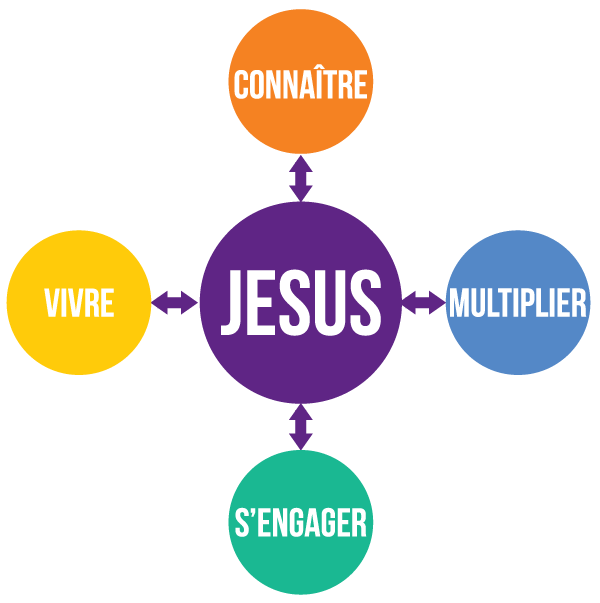 CONNAÎTRE
VIVRE
JESUS
MULTIPLIER
S'ENGAGER